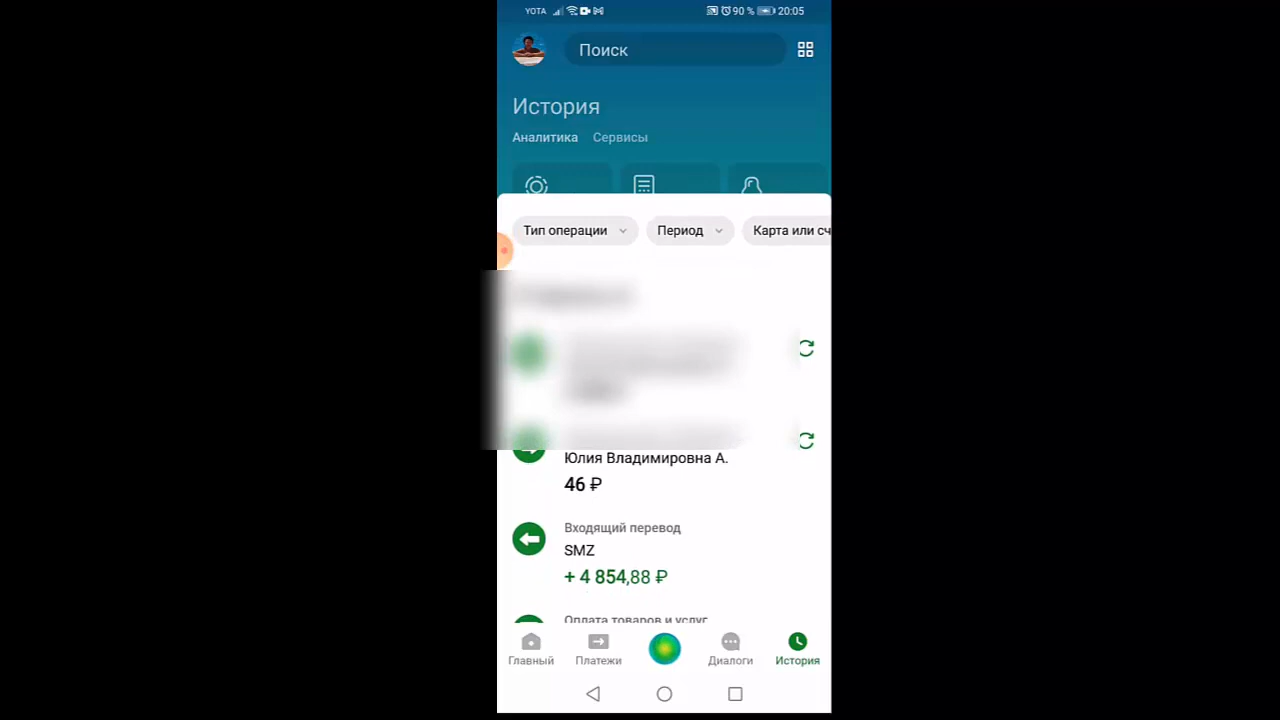 YOTA 90 % 20:05
Поиск
История
Аналитика Сервисы
Тип операции Период Карта или сч
Юлия Владимировна А.
46 ₽
Входящий перевод
SMZ
+ 4 854,88 ₽
Оплата товаров и услуг
Главный Платежи Диалоги История